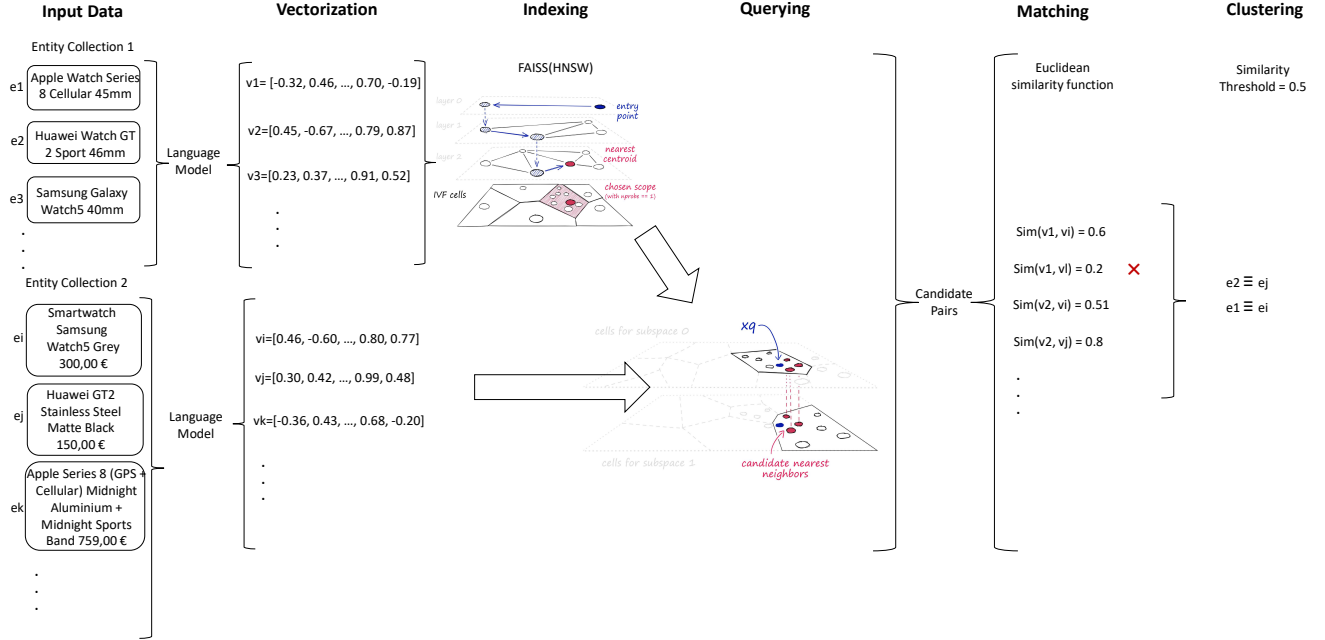 Input Data
Vectorization
Indexing
Querying
Matching
Clustering
Entity Collection 1
e1
Apple Watch Series
8 Cellular 45mm
e2
Huawei Watch GT
2 Sport 46mm
e3
Samsung Galaxy
Watch5 40mm
.
.
.
Language
Model
v1= [-0.32, 0.46, ..., 0.70, -0.19]
v2=[0.45, -0.67, ..., 0.79, 0.87]
v3=[0.23, 0.37, ..., 0.91, 0.52]
.
.
.
FAISS(HNSW)
layer 0
entry
point
layer 1
nearest
centroid
layer 2
IVF cells
chosen scope
(with nprobe == 1)
Entity Collection 2
ei
Smartwatch
Samsung
Watch5 Grey
300,00 €
ej
Huawei GT2
Stainless Steel
Matte Black
150,00 €
ek
Apple Series 8 (GPS +
Cellular) Midnight
Aluminium +
Midnight Sports
Band 759,00 €
.
.
.
Language
Model
vi=[0.46, -0.60, ..., 0.80, 0.77]
vj=[0.30, 0.42, ..., 0.99, 0.48]
vk=[-0.36, 0.43, ..., 0.68, -0.20]
.
.
.
cells for subspace 0
xq
cells for subspace 1
candidate nearest
neighbors
Candidate
Pairs
Euclidean
similarity function
Sim(v1, vi) = 0.6
Sim(v1, vl) = 0.2
Sim(v2, vi) = 0.51
Sim(v2, vj) = 0.8
.
.
.
Similarity
Threshold = 0.5
e2 ≡ ej
e1 ≡ ei